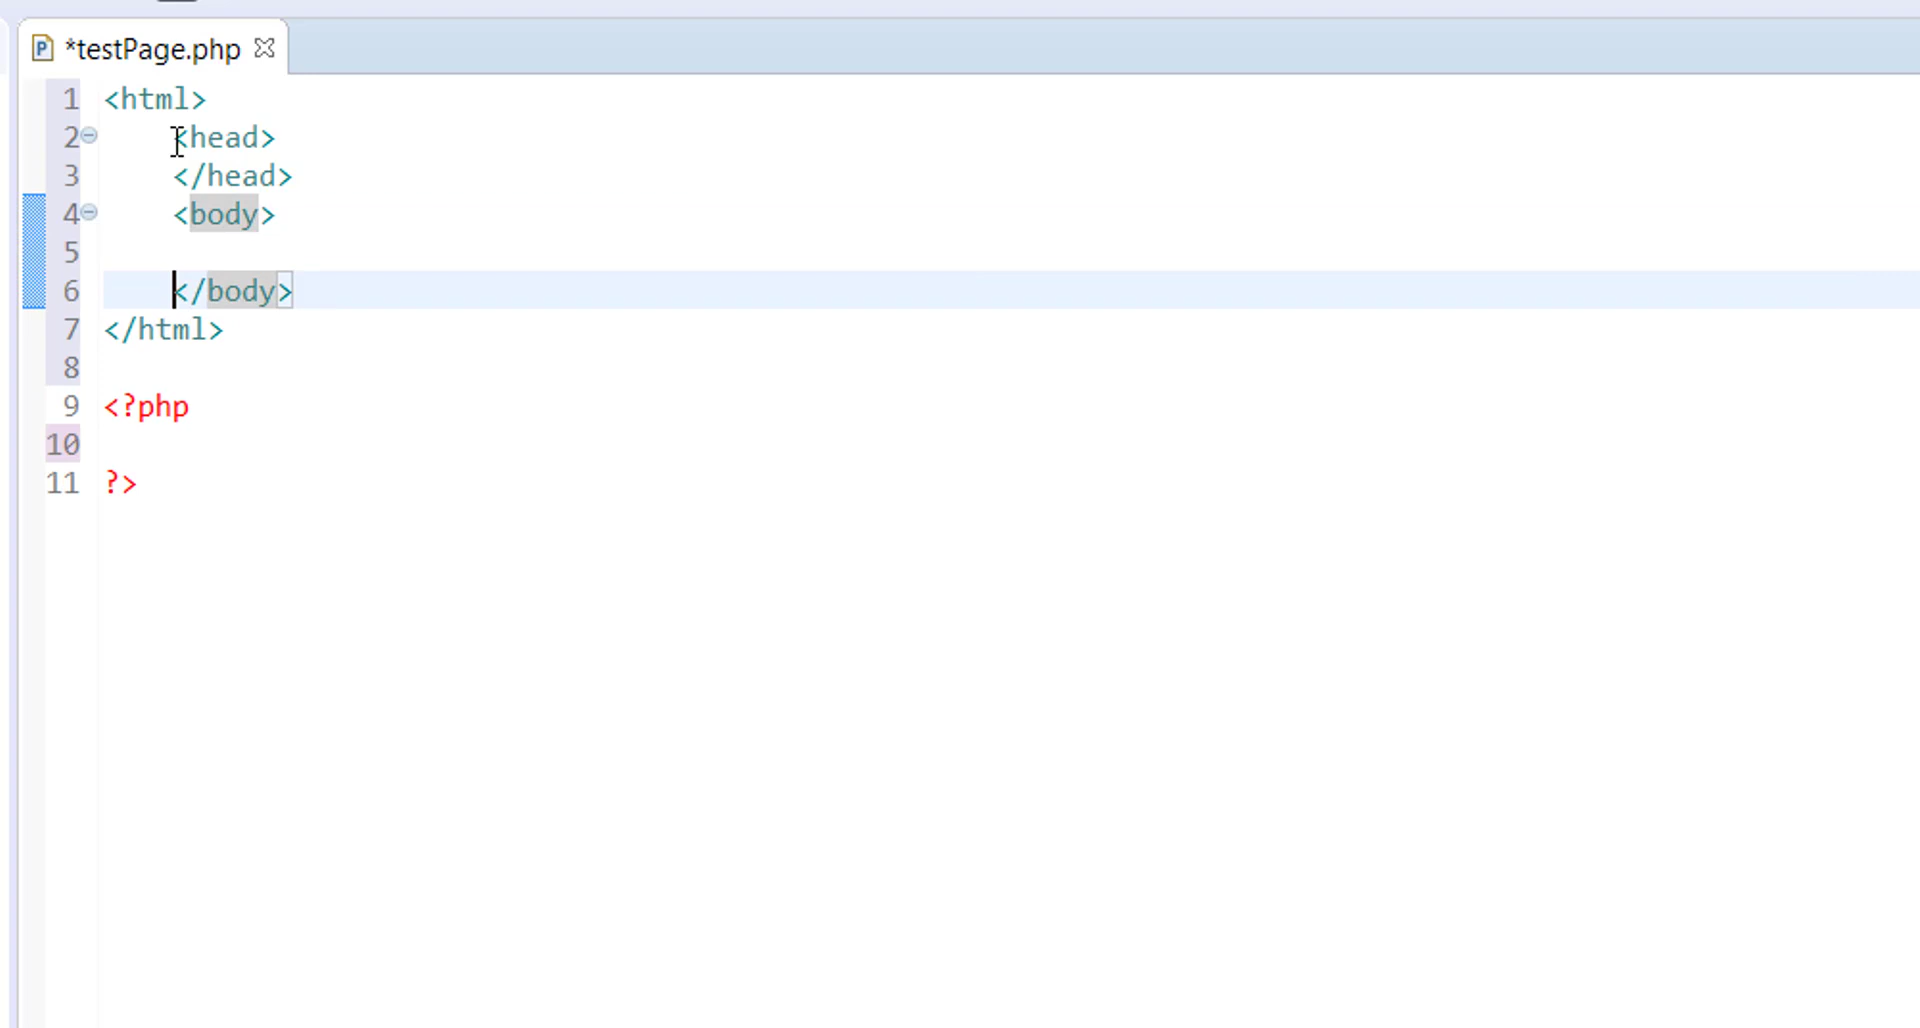 *testPage.php
1 <html>
2 <head>
3 </head>
4 <body>
5
6 </body>
7 </html>
8
9 <?php
10
11 ?>